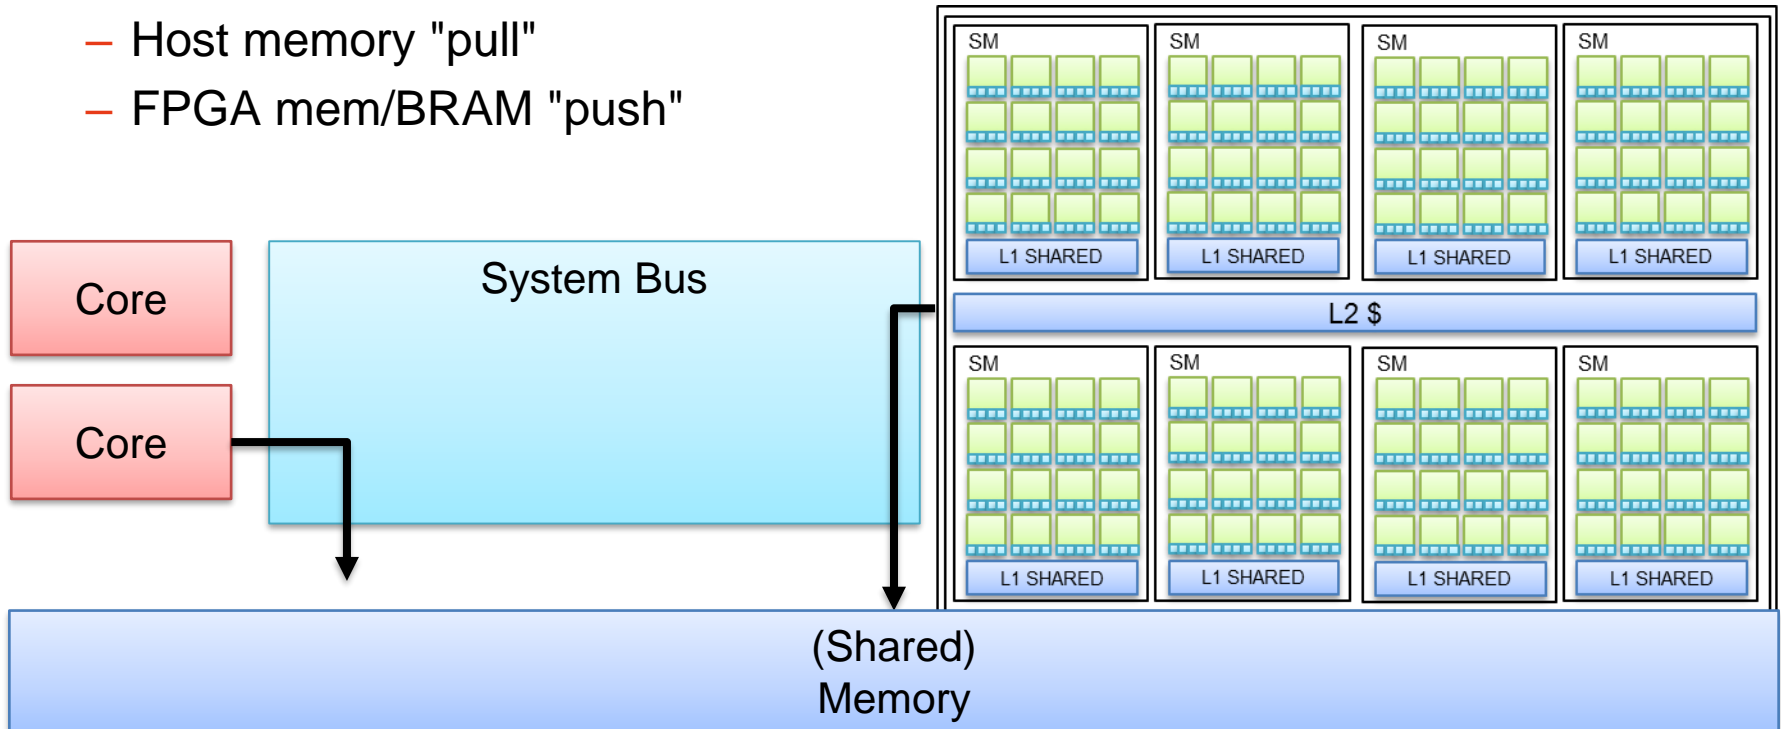 – Host memory "pull"
– FPGA mem/BRAM "push"
SM SM SM SM
L1 SHARED L1 SHARED L1 SHARED L1 SHARED
Core
System Bus
L2 $
Core
SM SM SM SM
L1 SHARED L1 SHARED L1 SHARED L1 SHARED
(Shared)
Memory